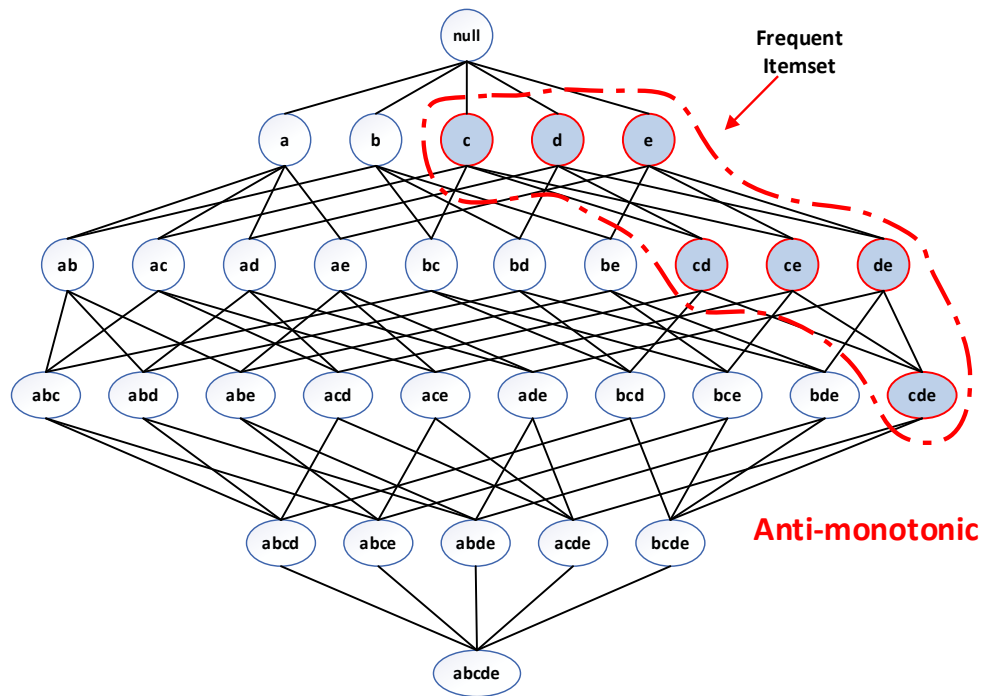 null
Frequent
Itemset
a b c d e
ab ac ad ae bc bd be cd ce de
abc abd abe acd ace ade bcd bce bde cde
abcd abce abde acde bcde
Anti-monotonic
abcde